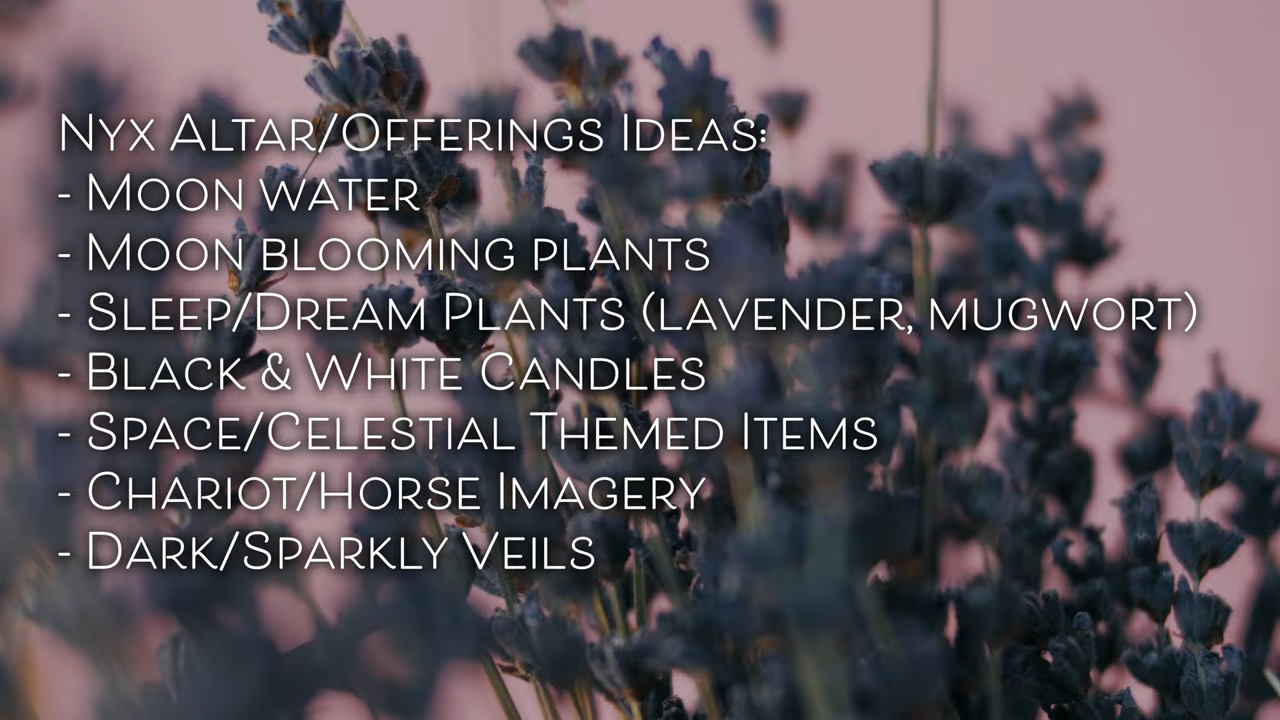 Nyx Altar/Offerings Ideas:
- Moon water
- Moon blooming plants
- Sleep/Dream Plants (lavender, mugwort)
- Black & White Candles
- Space/Celestial Themed Items
- Chariot/Horse Imagery
- Dark/Sparkly Veils